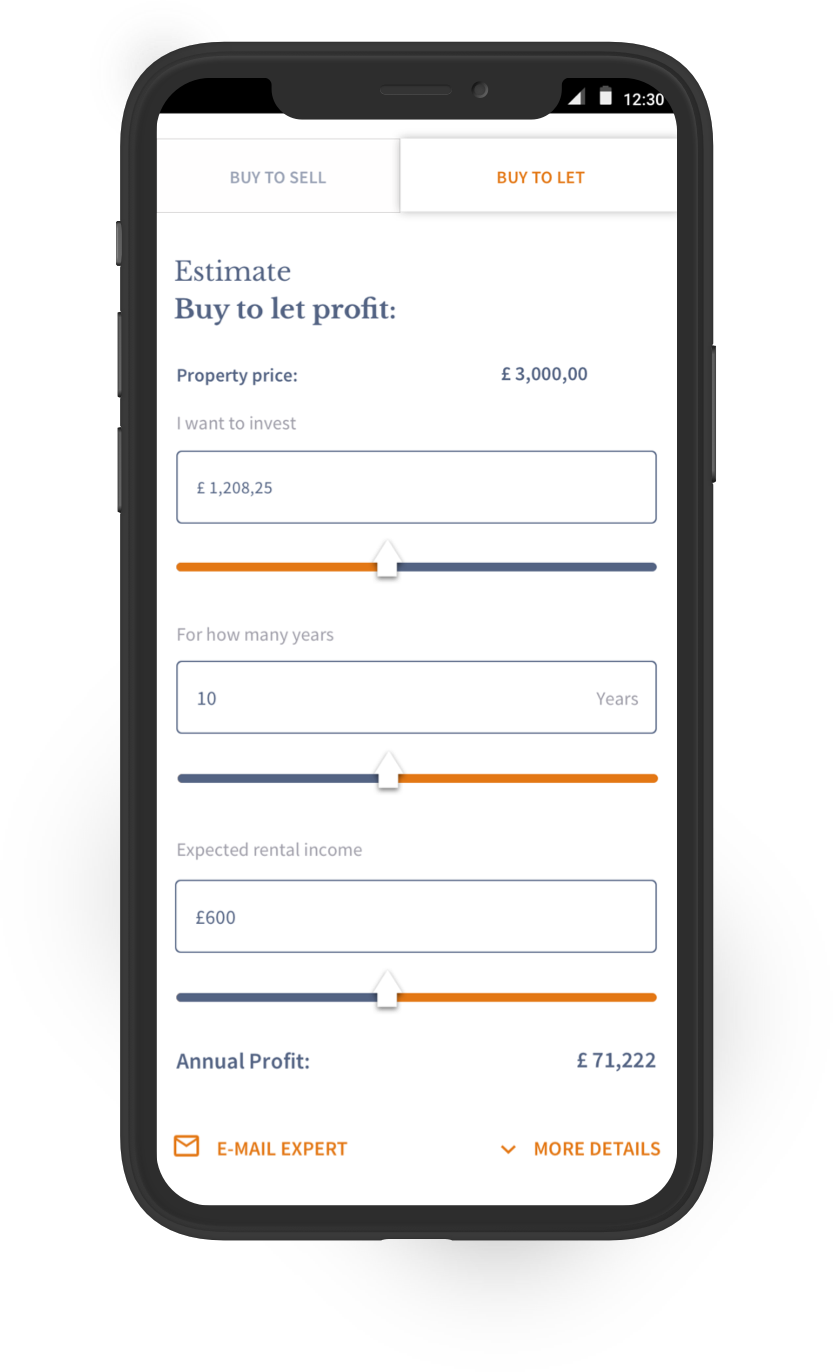 12:30
BUY TO SELL
BUY TO LET
Estimate
Buy to let profit:
Property price: £ 3,000,00
I want to invest
£ 1,208,25
For how many years
10 Years
Expected rental income
£600
Annual Profit: £ 71,222
E-MAIL EXPERT MORE DETAILS